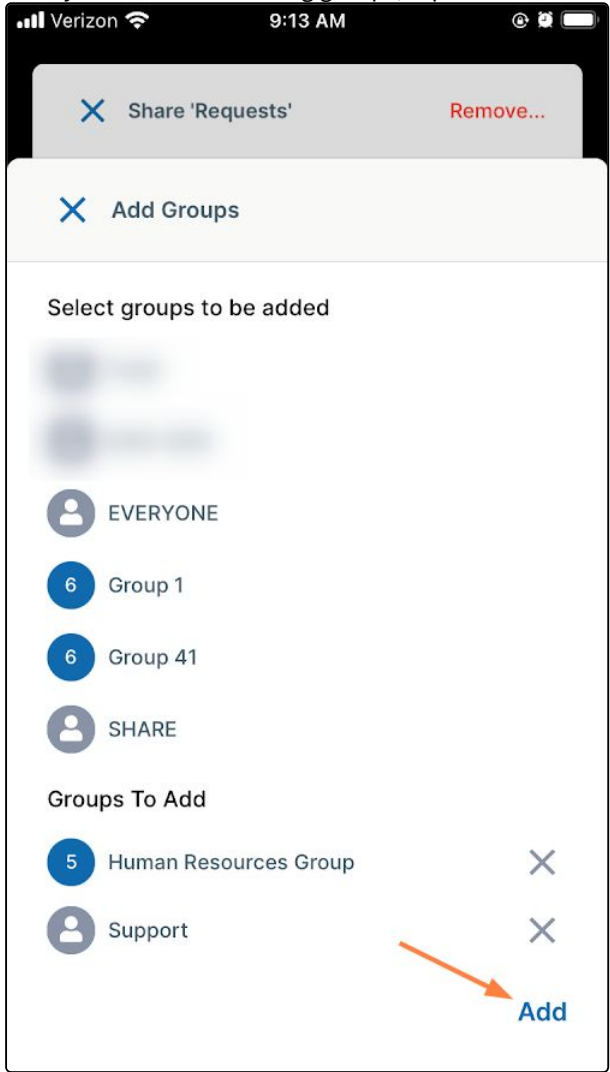 Verizon 9:13 AM
Share 'Requests' Remove...
Add Groups
Select groups to be added
EVERYONE
6 Group 1
6 Group 41
SHARE
Groups To Add
5 Human Resources Group
Support
Add